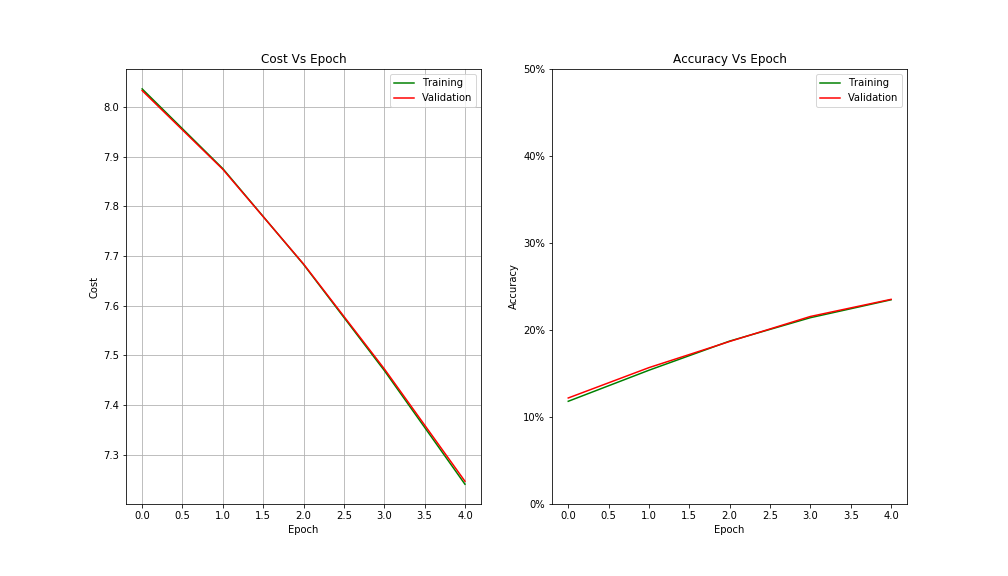 Cost Vs Epoch
Training
Validation
8.0
7.9
7.8
7.7
7.6
7.5
7.4
7.3
Cost
0.0 0.5 1.0 1.5 2.0 2.5 3.0 3.5 4.0
Epoch
Accuracy Vs Epoch
Training
Validation
50%
40%
30%
20%
10%
0%
Accuracy
0.0 0.5 1.0 1.5 2.0 2.5 3.0 3.5 4.0
Epoch